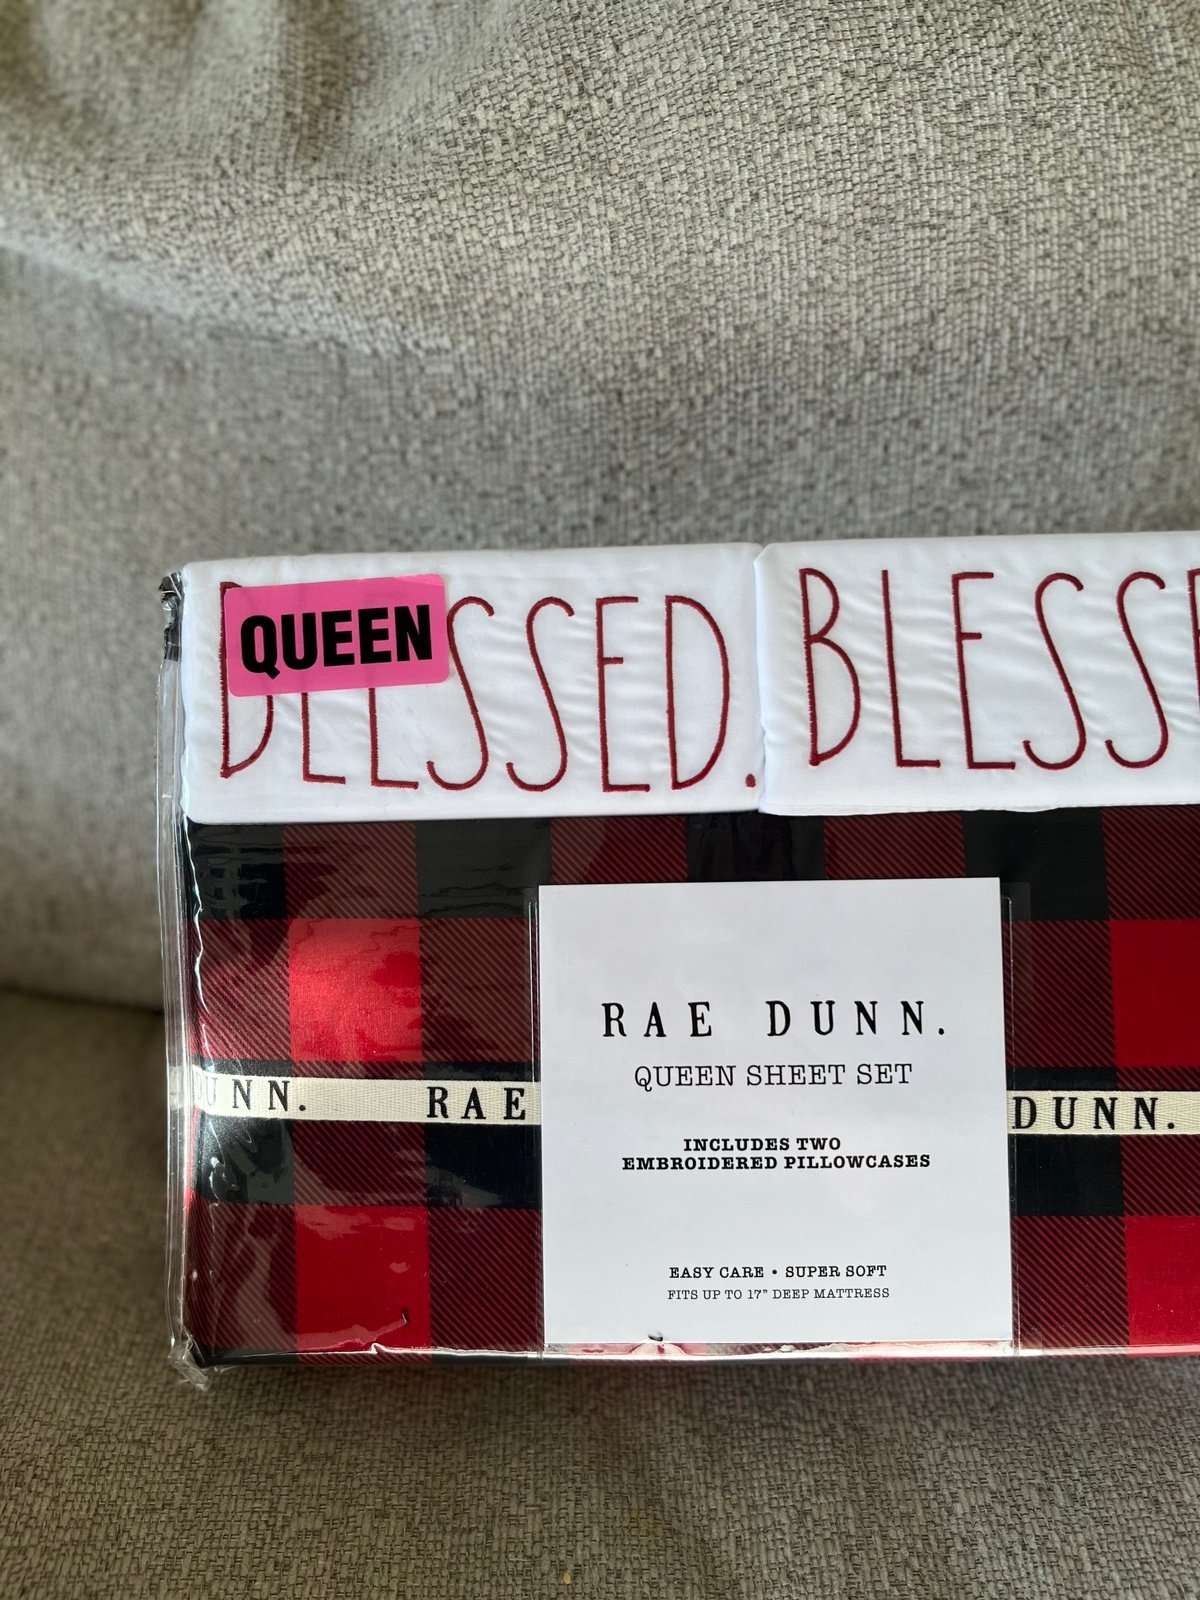 QUEEN
BLESSED.
BLESSE
RAE DUNN.
QUEEN SHEET SET
INCLUDES TWO
EMBROIDERED PILLOWCASES
EASY CARE • SUPER SOFT
FITS UP TO 17" DEEP MATTRESS
DUNN. RAE DUNN.